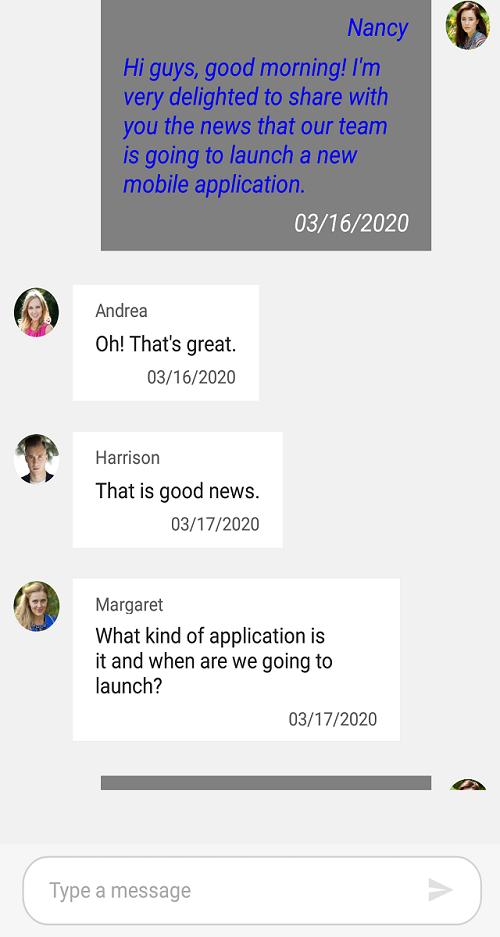 Nancy
Hi guys, good morning! I'm
very delighted to share with
you the news that our team
is going to launch a new
mobile application.
03/16/2020
Andrea
Oh! That's great.
03/16/2020
Harrison
That is good news.
03/17/2020
Margaret
What kind of application is
it and when are we going to
launch?
03/17/2020
Type a message